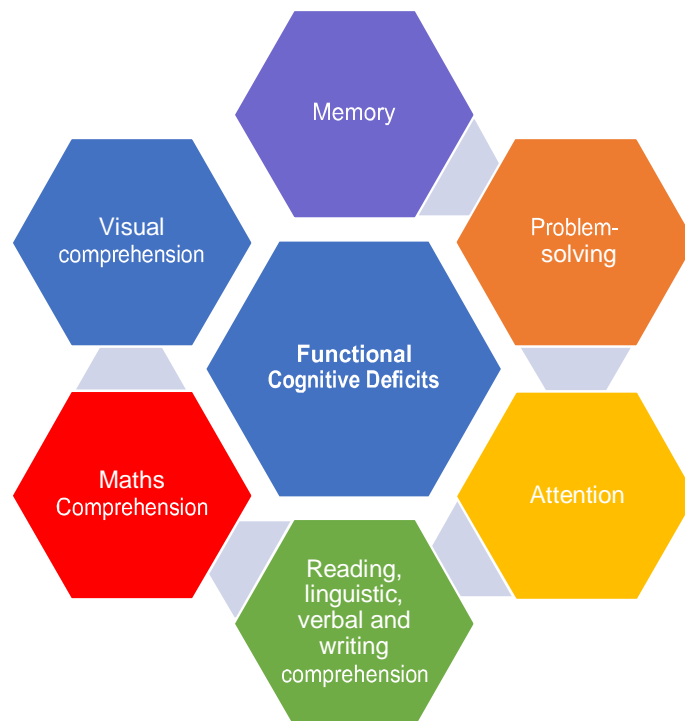 Memory
Visual
comprehension
Problem-
solving
Functional
Cognitive Deficits
Maths
Comprehension
Attention
Reading,
linguistic,
verbal and
writing
comprehension